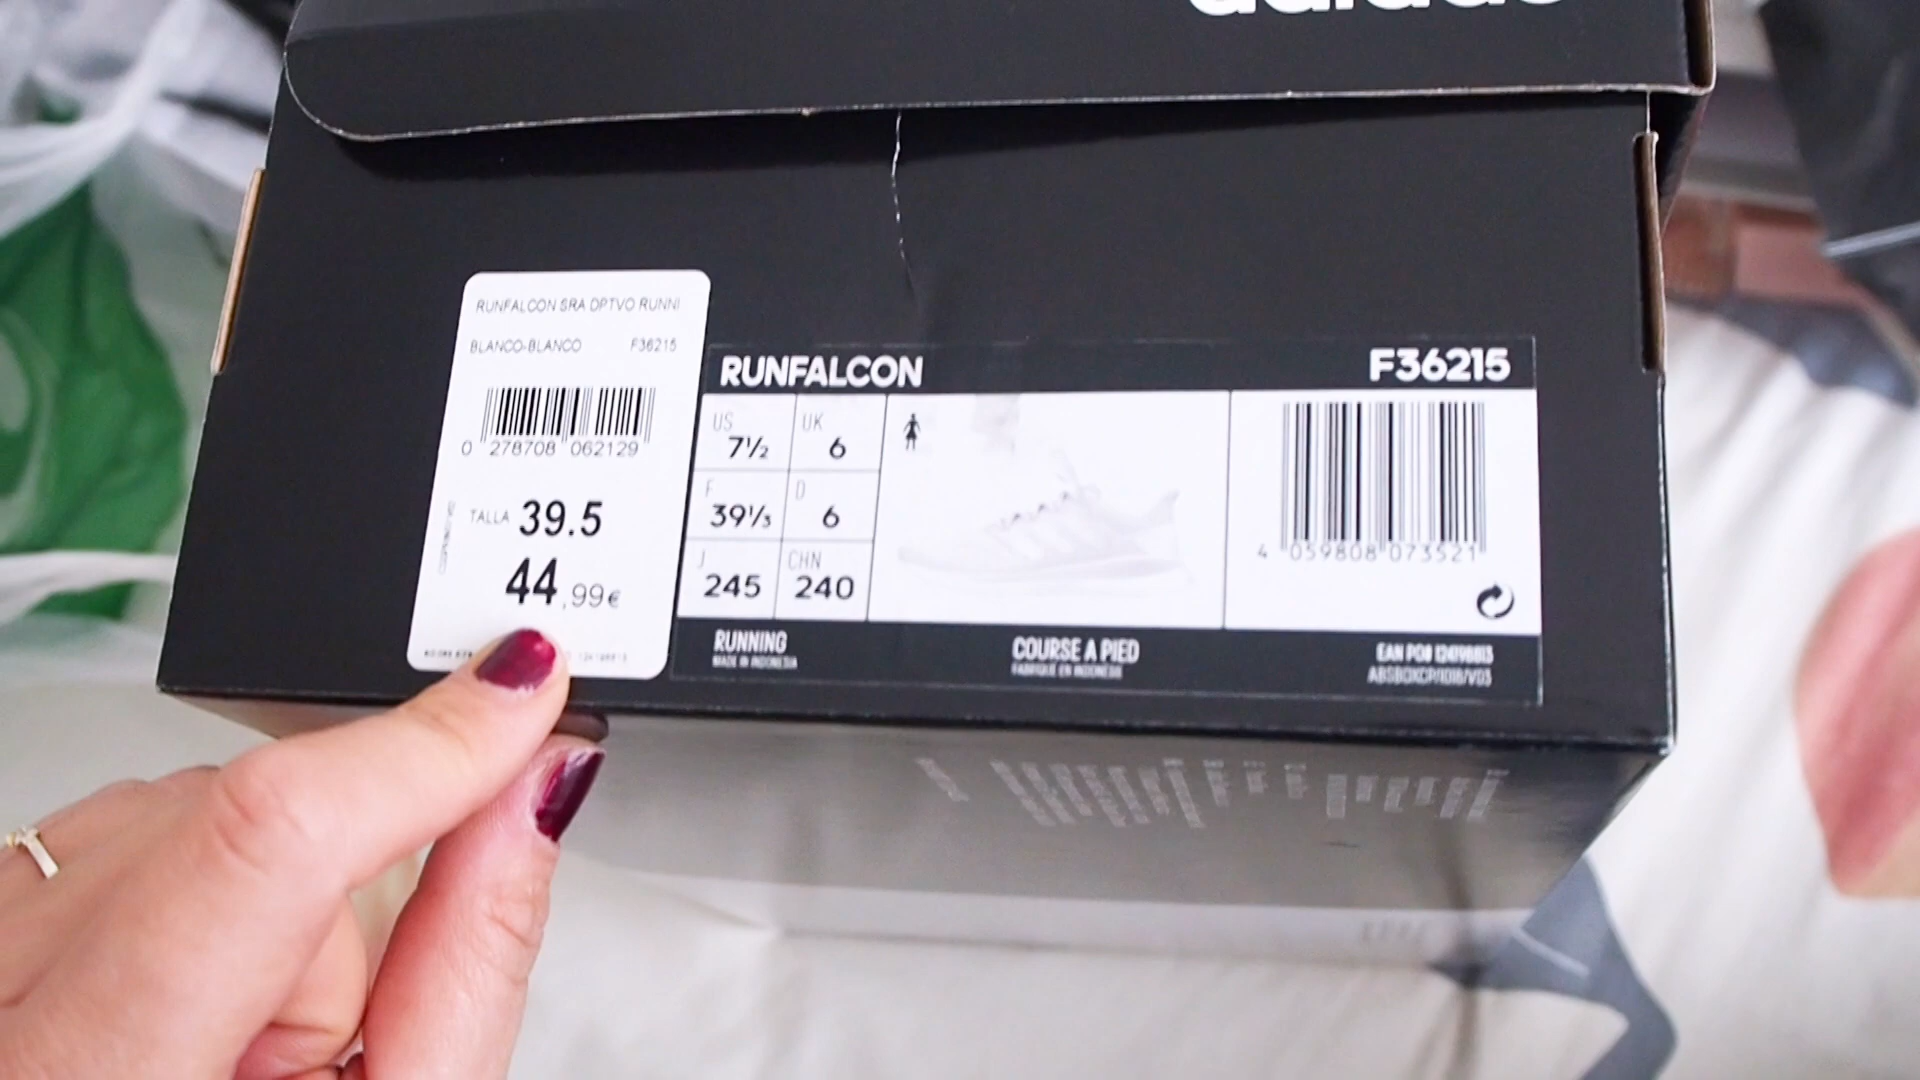 RUNFALCON SRA DPTVO RUNNI
BLANCO-BLANCO F36215
0 278708 062129
TALLA 39.5
44,99€
RUNFALCON F36215
US 7½ UK 6
F 39⅓ D 6
J 245 CHN 240
4 059808 073521
RUNNING
MADE IN INDONESIA
COURSE A PIED
FABRIQUE EN INDONESIE
EAN PO# 124198813